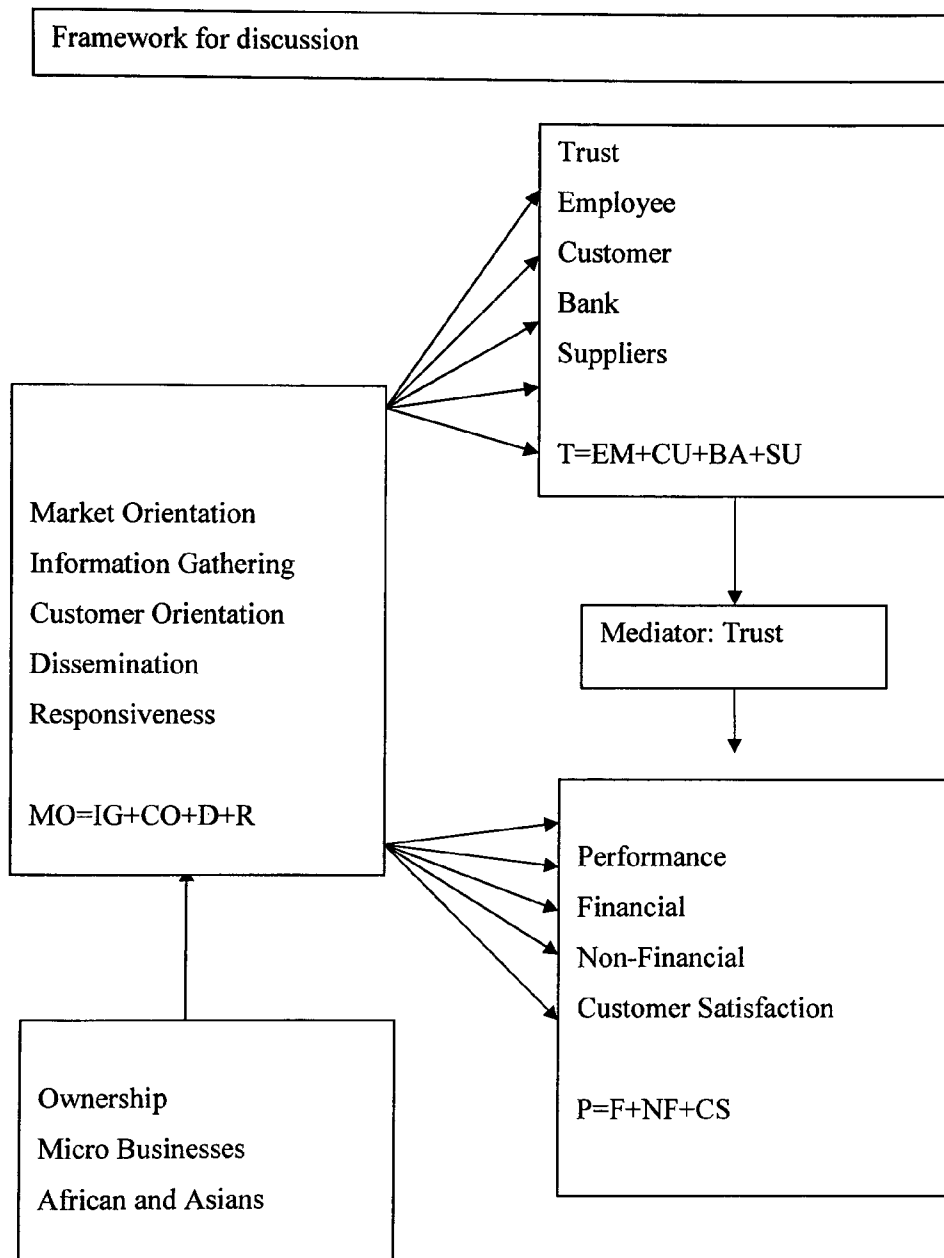 Framework for discussion
Trust
Employee
Customer
Bank
Suppliers
T=EM+CU+BA+SU
Market Orientation
Information Gathering
Customer Orientation
Dissemination
Responsiveness
MO=IG+CO+D+R
Mediator: Trust
Performance
Financial
Non-Financial
Customer Satisfaction
P=F+NF+CS
Ownership
Micro Businesses
African and Asians